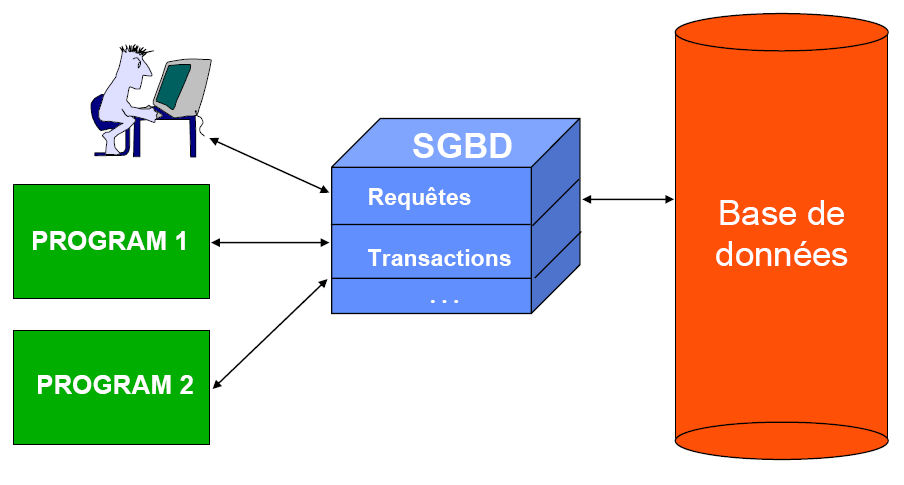 SGBD
Requêtes
PROGRAM 1
Transactions
. . .
PROGRAM 2
Base de
données